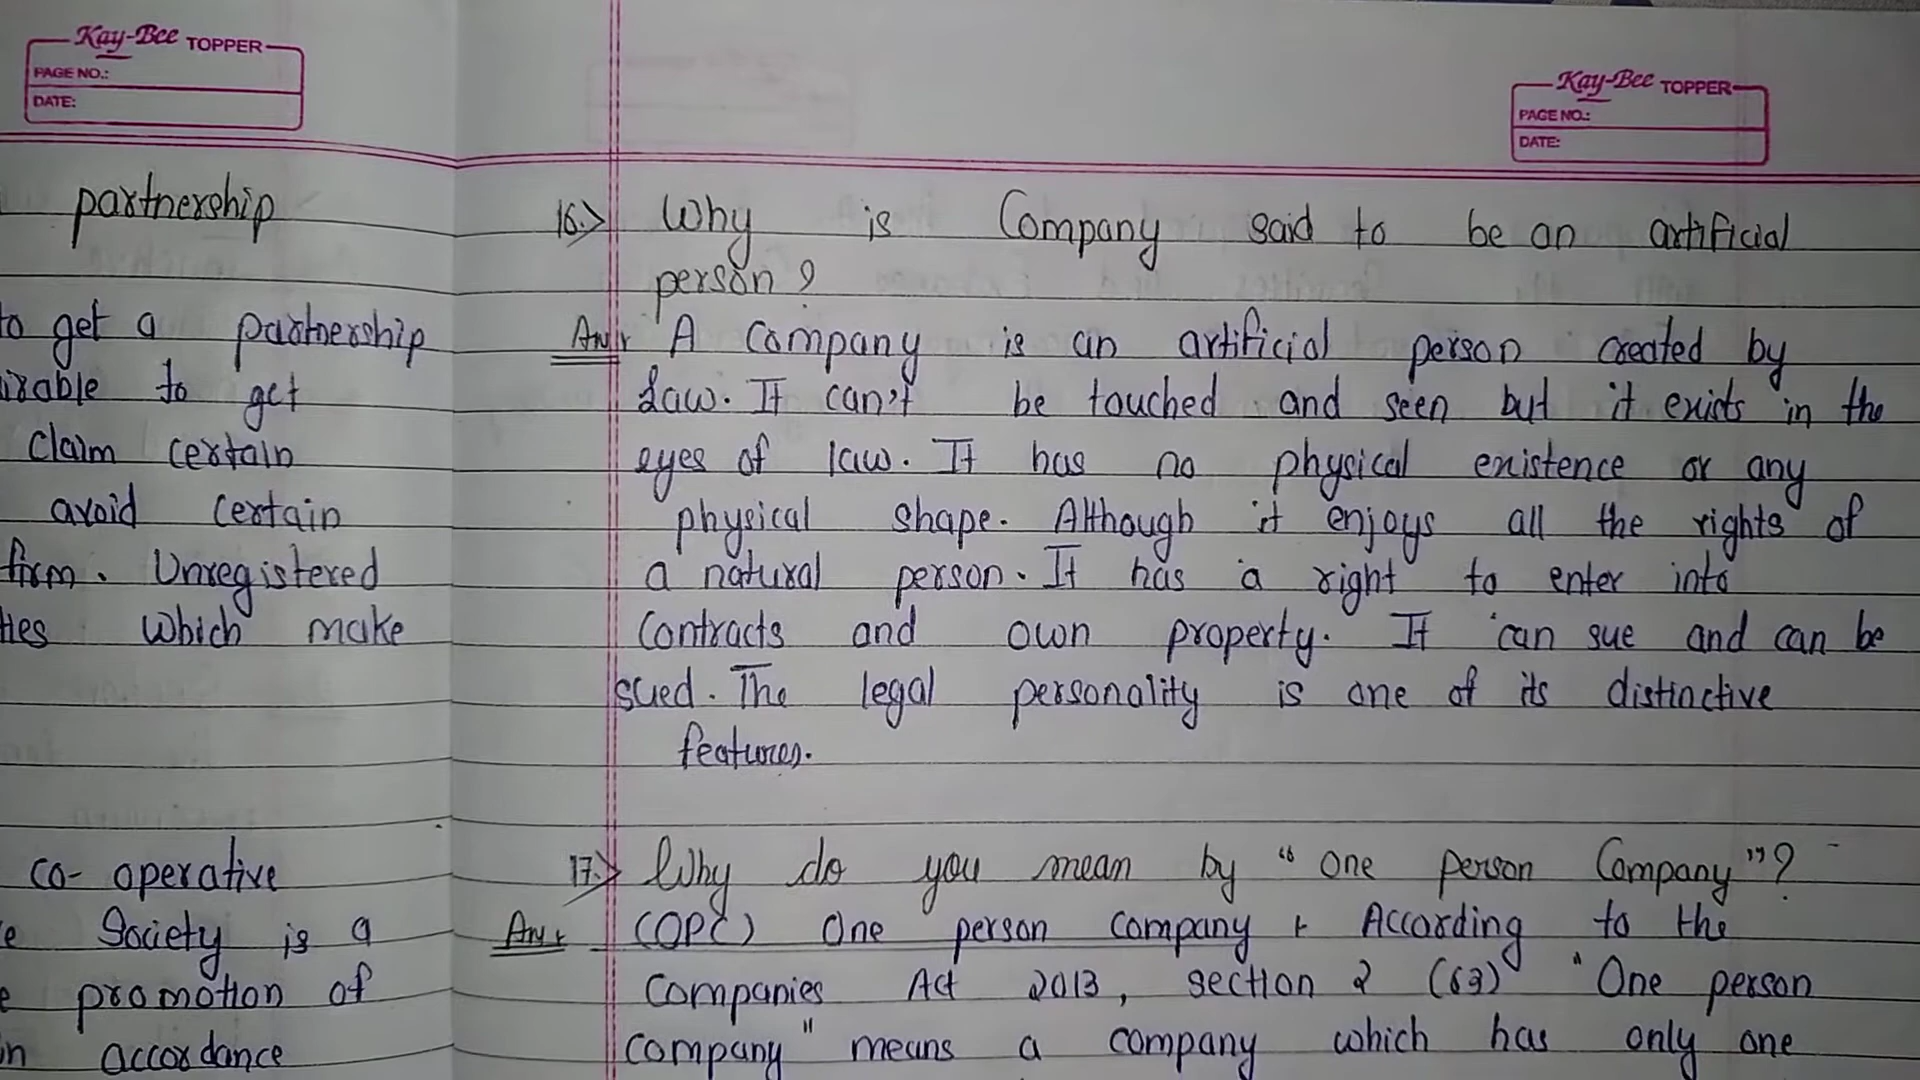 Kay-Bee TOPPER
PAGE NO.:
DATE:
partnership
to get a partnership
to get
claim certain
avoid certain
firm. Unregistered
which make
co-operative
Society is a
promotion of
accordance
Kay-Bee TOPPER
PAGE NO.:
DATE:
16.> Why is Company said to be an artificial
person?
Ans A company is an artificial person created by
Law. It can't be touched and seen but it exists in the
eyes of law. It has no physical existence or any
physical shape. Although it enjoys all the rights of
a natural person. It has a right to enter into
contracts and own property. It can sue and can be
sued. The legal personality is one of its distinctive
features.
17.> Why do you mean by "One person Company"?
Ans (OPC) One person company : According to the
Companies Act 2013, section 2 (63) "One person
company" means a company which has only one